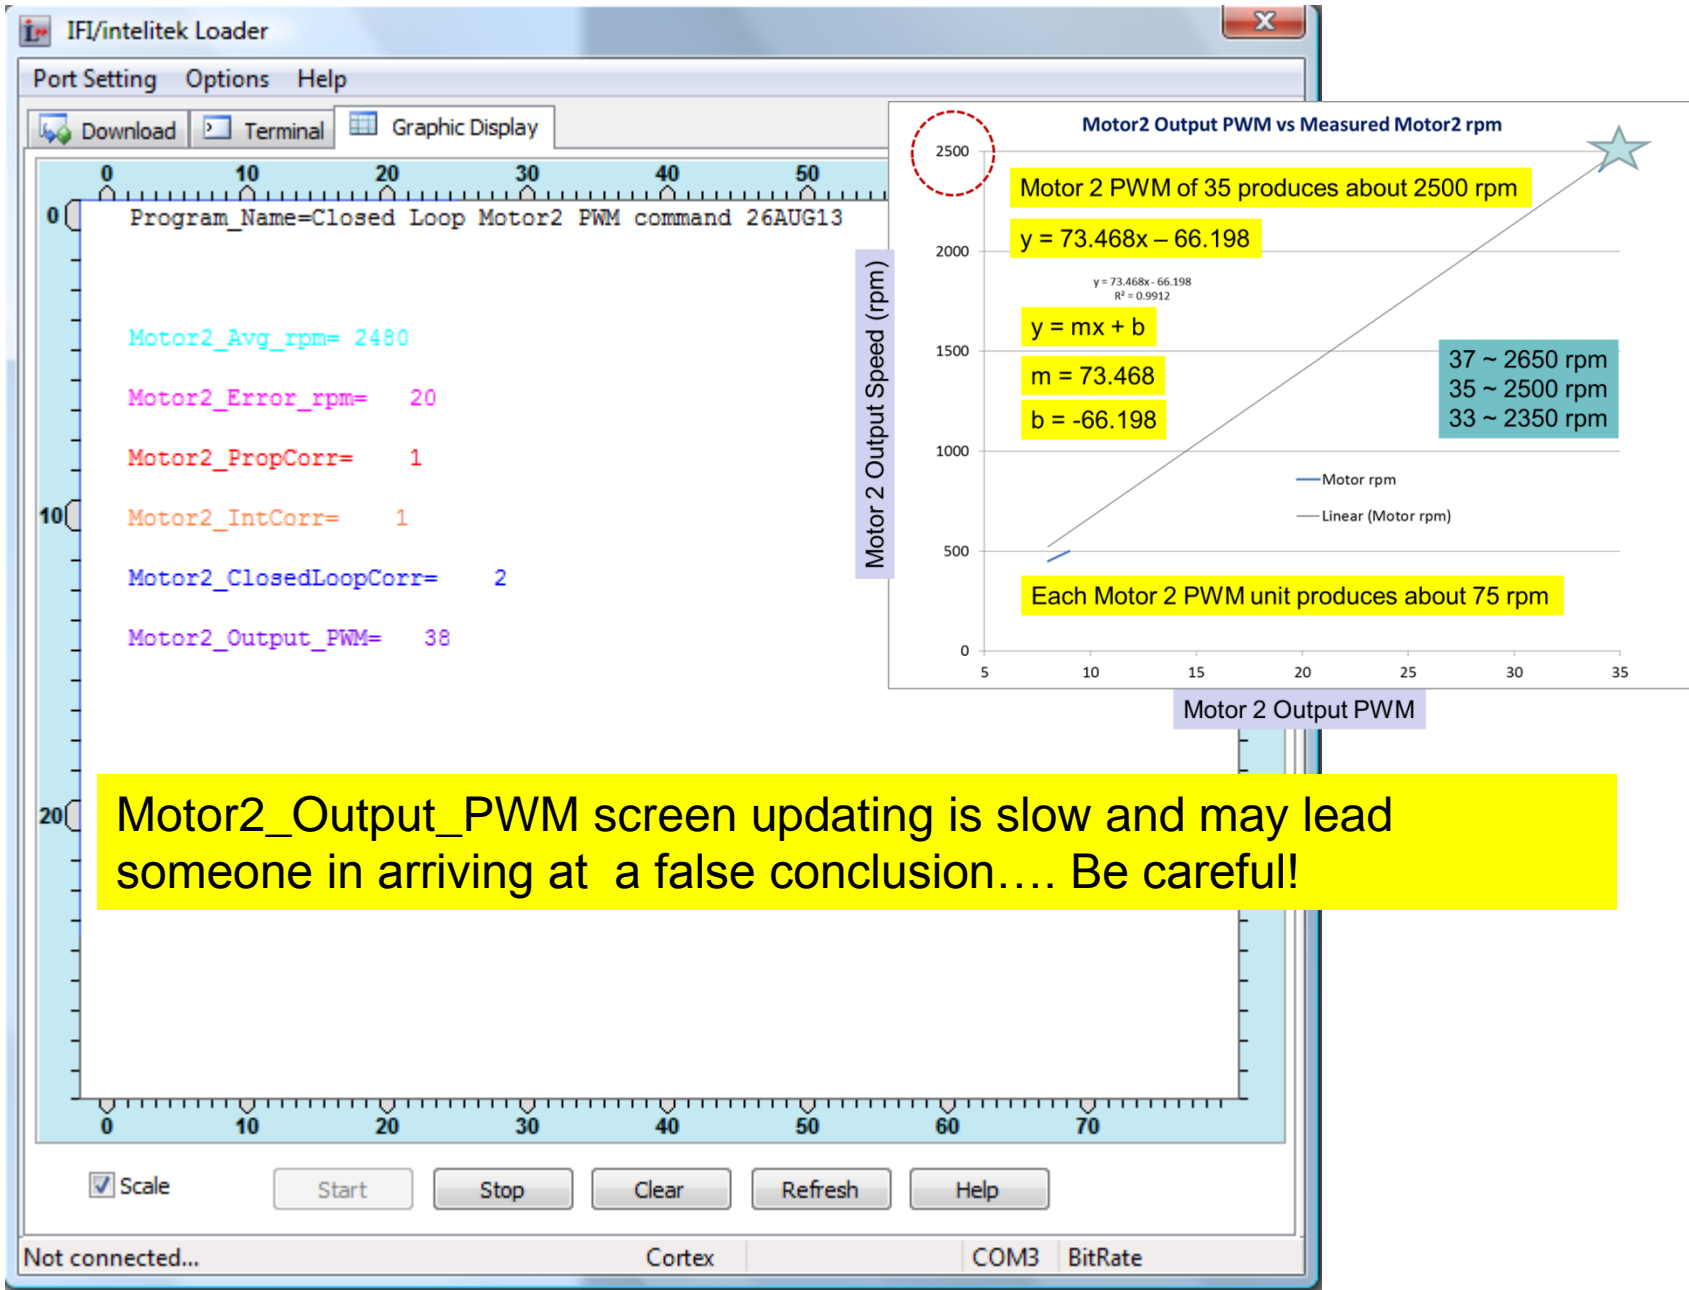 IFI/intelitek Loader
Port Setting Options Help
Download Terminal Graphic Display
0 10 20 30 40 50
0
Program_Name=Closed Loop Motor2 PWM command 26AUG13
Motor2_Avg_rpm= 2480
Motor2_Error_rpm= 20
Motor2_PropCorr= 1
10
Motor2_IntCorr= 1
Motor2_ClosedLoopCorr= 2
Motor2_Output_PWM= 38
Motor2 Output PWM vs Measured Motor2 rpm
2500
Motor 2 PWM of 35 produces about 2500 rpm
y = 73.468x – 66.198
2000
y = 73.468x - 66.198
R² = 0.9912
y = mx + b
1500
m = 73.468
b = -66.198
37 ~ 2650 rpm
35 ~ 2500 rpm
33 ~ 2350 rpm
1000
Motor rpm
Linear (Motor rpm)
500
Each Motor 2 PWM unit produces about 75 rpm
0
5 10 15 20 25 30 35
Motor 2 Output Speed (rpm)
Motor 2 Output PWM
20
Motor2_Output_PWM screen updating is slow and may lead
someone in arriving at a false conclusion…. Be careful!
0 10 20 30 40 50 60 70
Scale Start Stop Clear Refresh Help
Not connected... Cortex COM3 BitRate